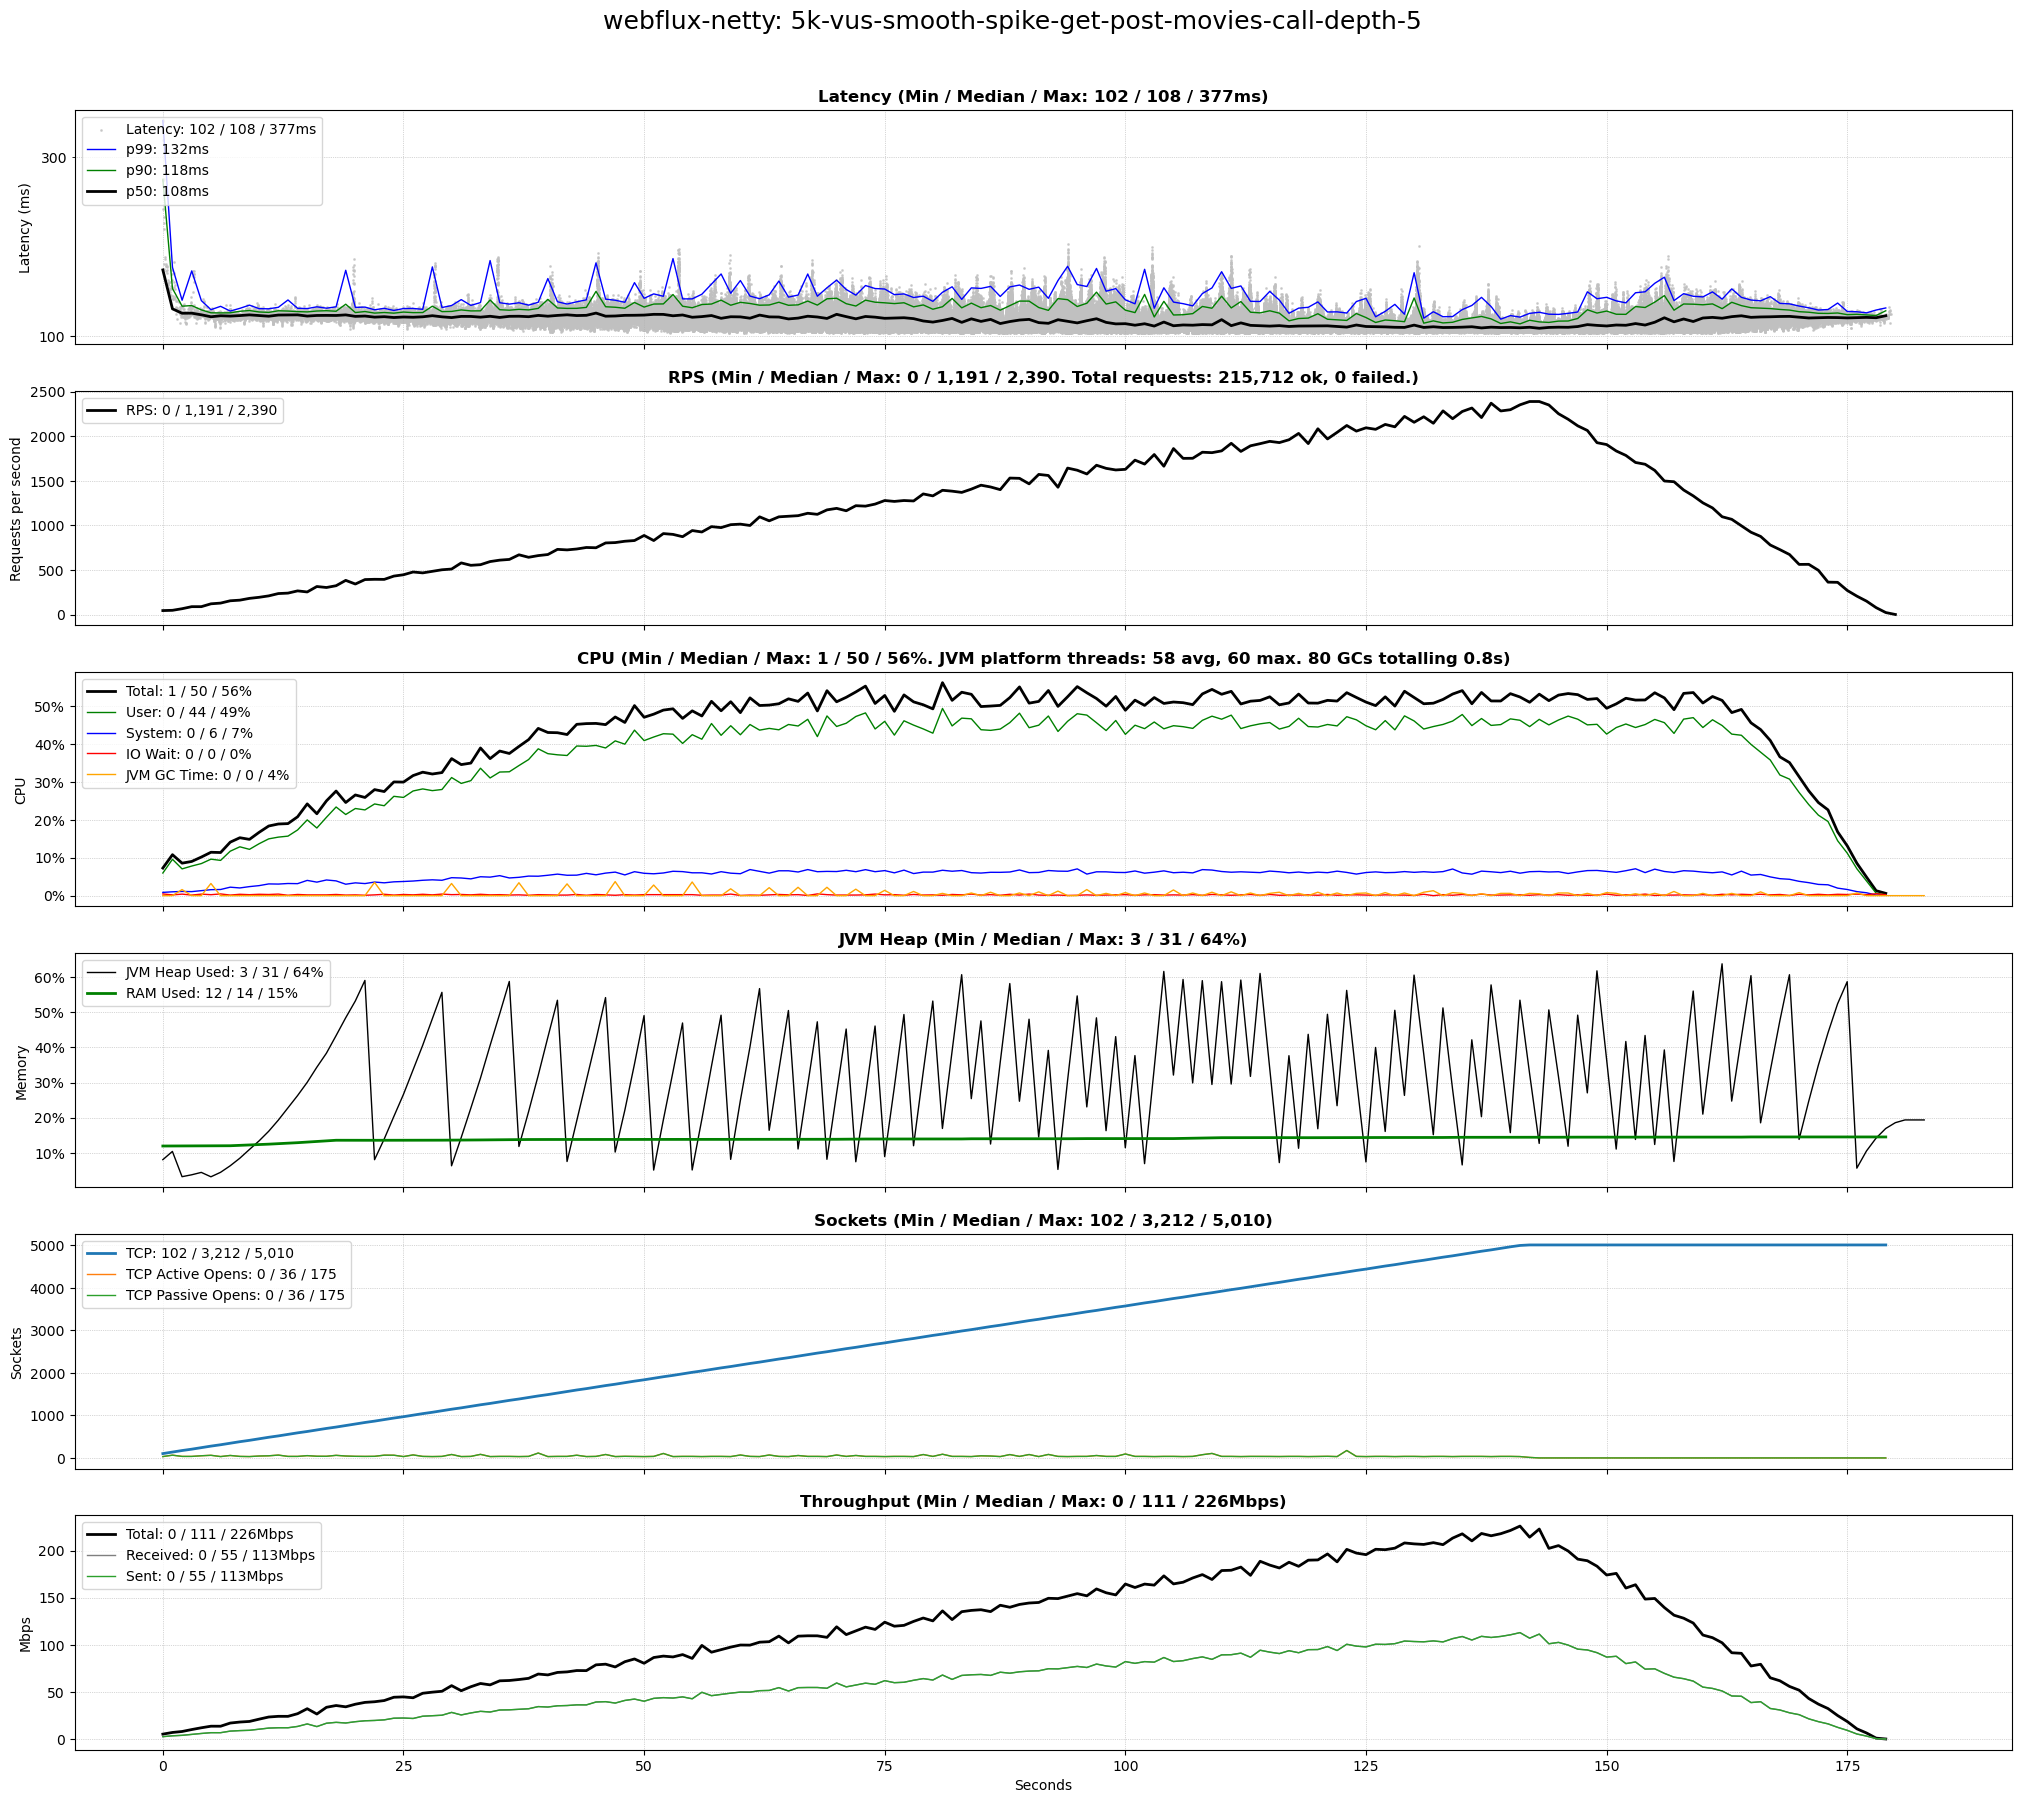 webflux-netty: 5k-vus-smooth-spike-get-post-movies-call-depth-5
Latency (Min / Median / Max: 102 / 108 / 377ms)
Latency: 102 / 108 / 377ms
p99: 132ms
p90: 118ms
p50: 108ms
300
100
Latency (ms)
RPS (Min / Median / Max: 0 / 1,191 / 2,390. Total requests: 215,712 ok, 0 failed.)
RPS: 0 / 1,191 / 2,390
2500
2000
1500
1000
500
0
Requests per second
CPU (Min / Median / Max: 1 / 50 / 56%. JVM platform threads: 58 avg, 60 max. 80 GCs totalling 0.8s)
Total: 1 / 50 / 56%
User: 0 / 44 / 49%
System: 0 / 6 / 7%
IO Wait: 0 / 0 / 0%
JVM GC Time: 0 / 0 / 4%
50%
40%
30%
20%
10%
0%
CPU
JVM Heap (Min / Median / Max: 3 / 31 / 64%)
JVM Heap Used: 3 / 31 / 64%
RAM Used: 12 / 14 / 15%
60%
50%
40%
30%
20%
10%
Memory
Sockets (Min / Median / Max: 102 / 3,212 / 5,010)
TCP: 102 / 3,212 / 5,010
TCP Active Opens: 0 / 36 / 175
TCP Passive Opens: 0 / 36 / 175
5000
4000
3000
2000
1000
0
Sockets
Throughput (Min / Median / Max: 0 / 111 / 226Mbps)
Total: 0 / 111 / 226Mbps
Received: 0 / 55 / 113Mbps
Sent: 0 / 55 / 113Mbps
200
150
100
50
0
Mbps
0 25 50 75 100 125 150 175
Seconds